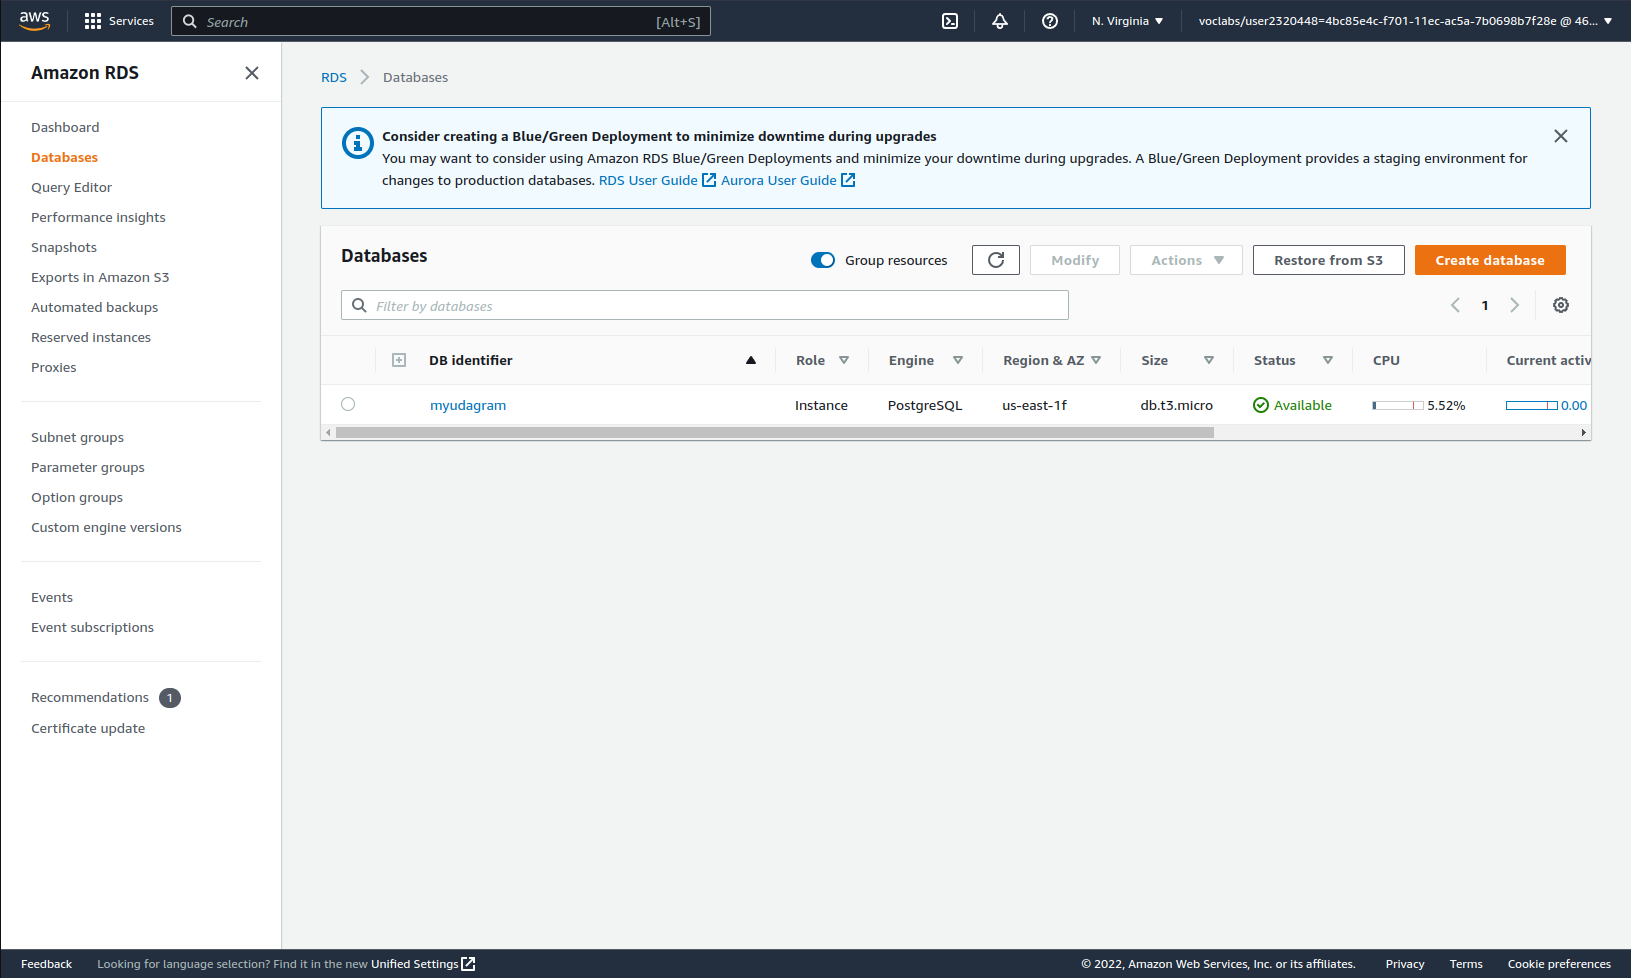 aws
Services
Search [Alt+S]
N. Virginia
voclabs/user2320448=4bc85e4c-f701-11ec-ac5a-7b0698b7f28e @ 46...
Amazon RDS
Dashboard
Databases
Query Editor
Performance insights
Snapshots
Exports in Amazon S3
Automated backups
Reserved instances
Proxies
Subnet groups
Parameter groups
Option groups
Custom engine versions
Events
Event subscriptions
Recommendations 1
Certificate update
RDS Databases
Consider creating a Blue/Green Deployment to minimize downtime during upgrades
You may want to consider using Amazon RDS Blue/Green Deployments and minimize your downtime during upgrades. A Blue/Green Deployment provides a staging environment for
changes to production databases. RDS User Guide Aurora User Guide
Databases
Group resources
Modify
Actions
Restore from S3
Create database
Filter by databases
1
DB identifier Role Engine Region & AZ Size Status CPU Current activ
myudagram Instance PostgreSQL us-east-1f db.t3.micro Available 5.52% 0.00
Feedback Looking for language selection? Find it in the new Unified Settings
© 2022, Amazon Web Services, Inc. or its affiliates. Privacy Terms Cookie preferences